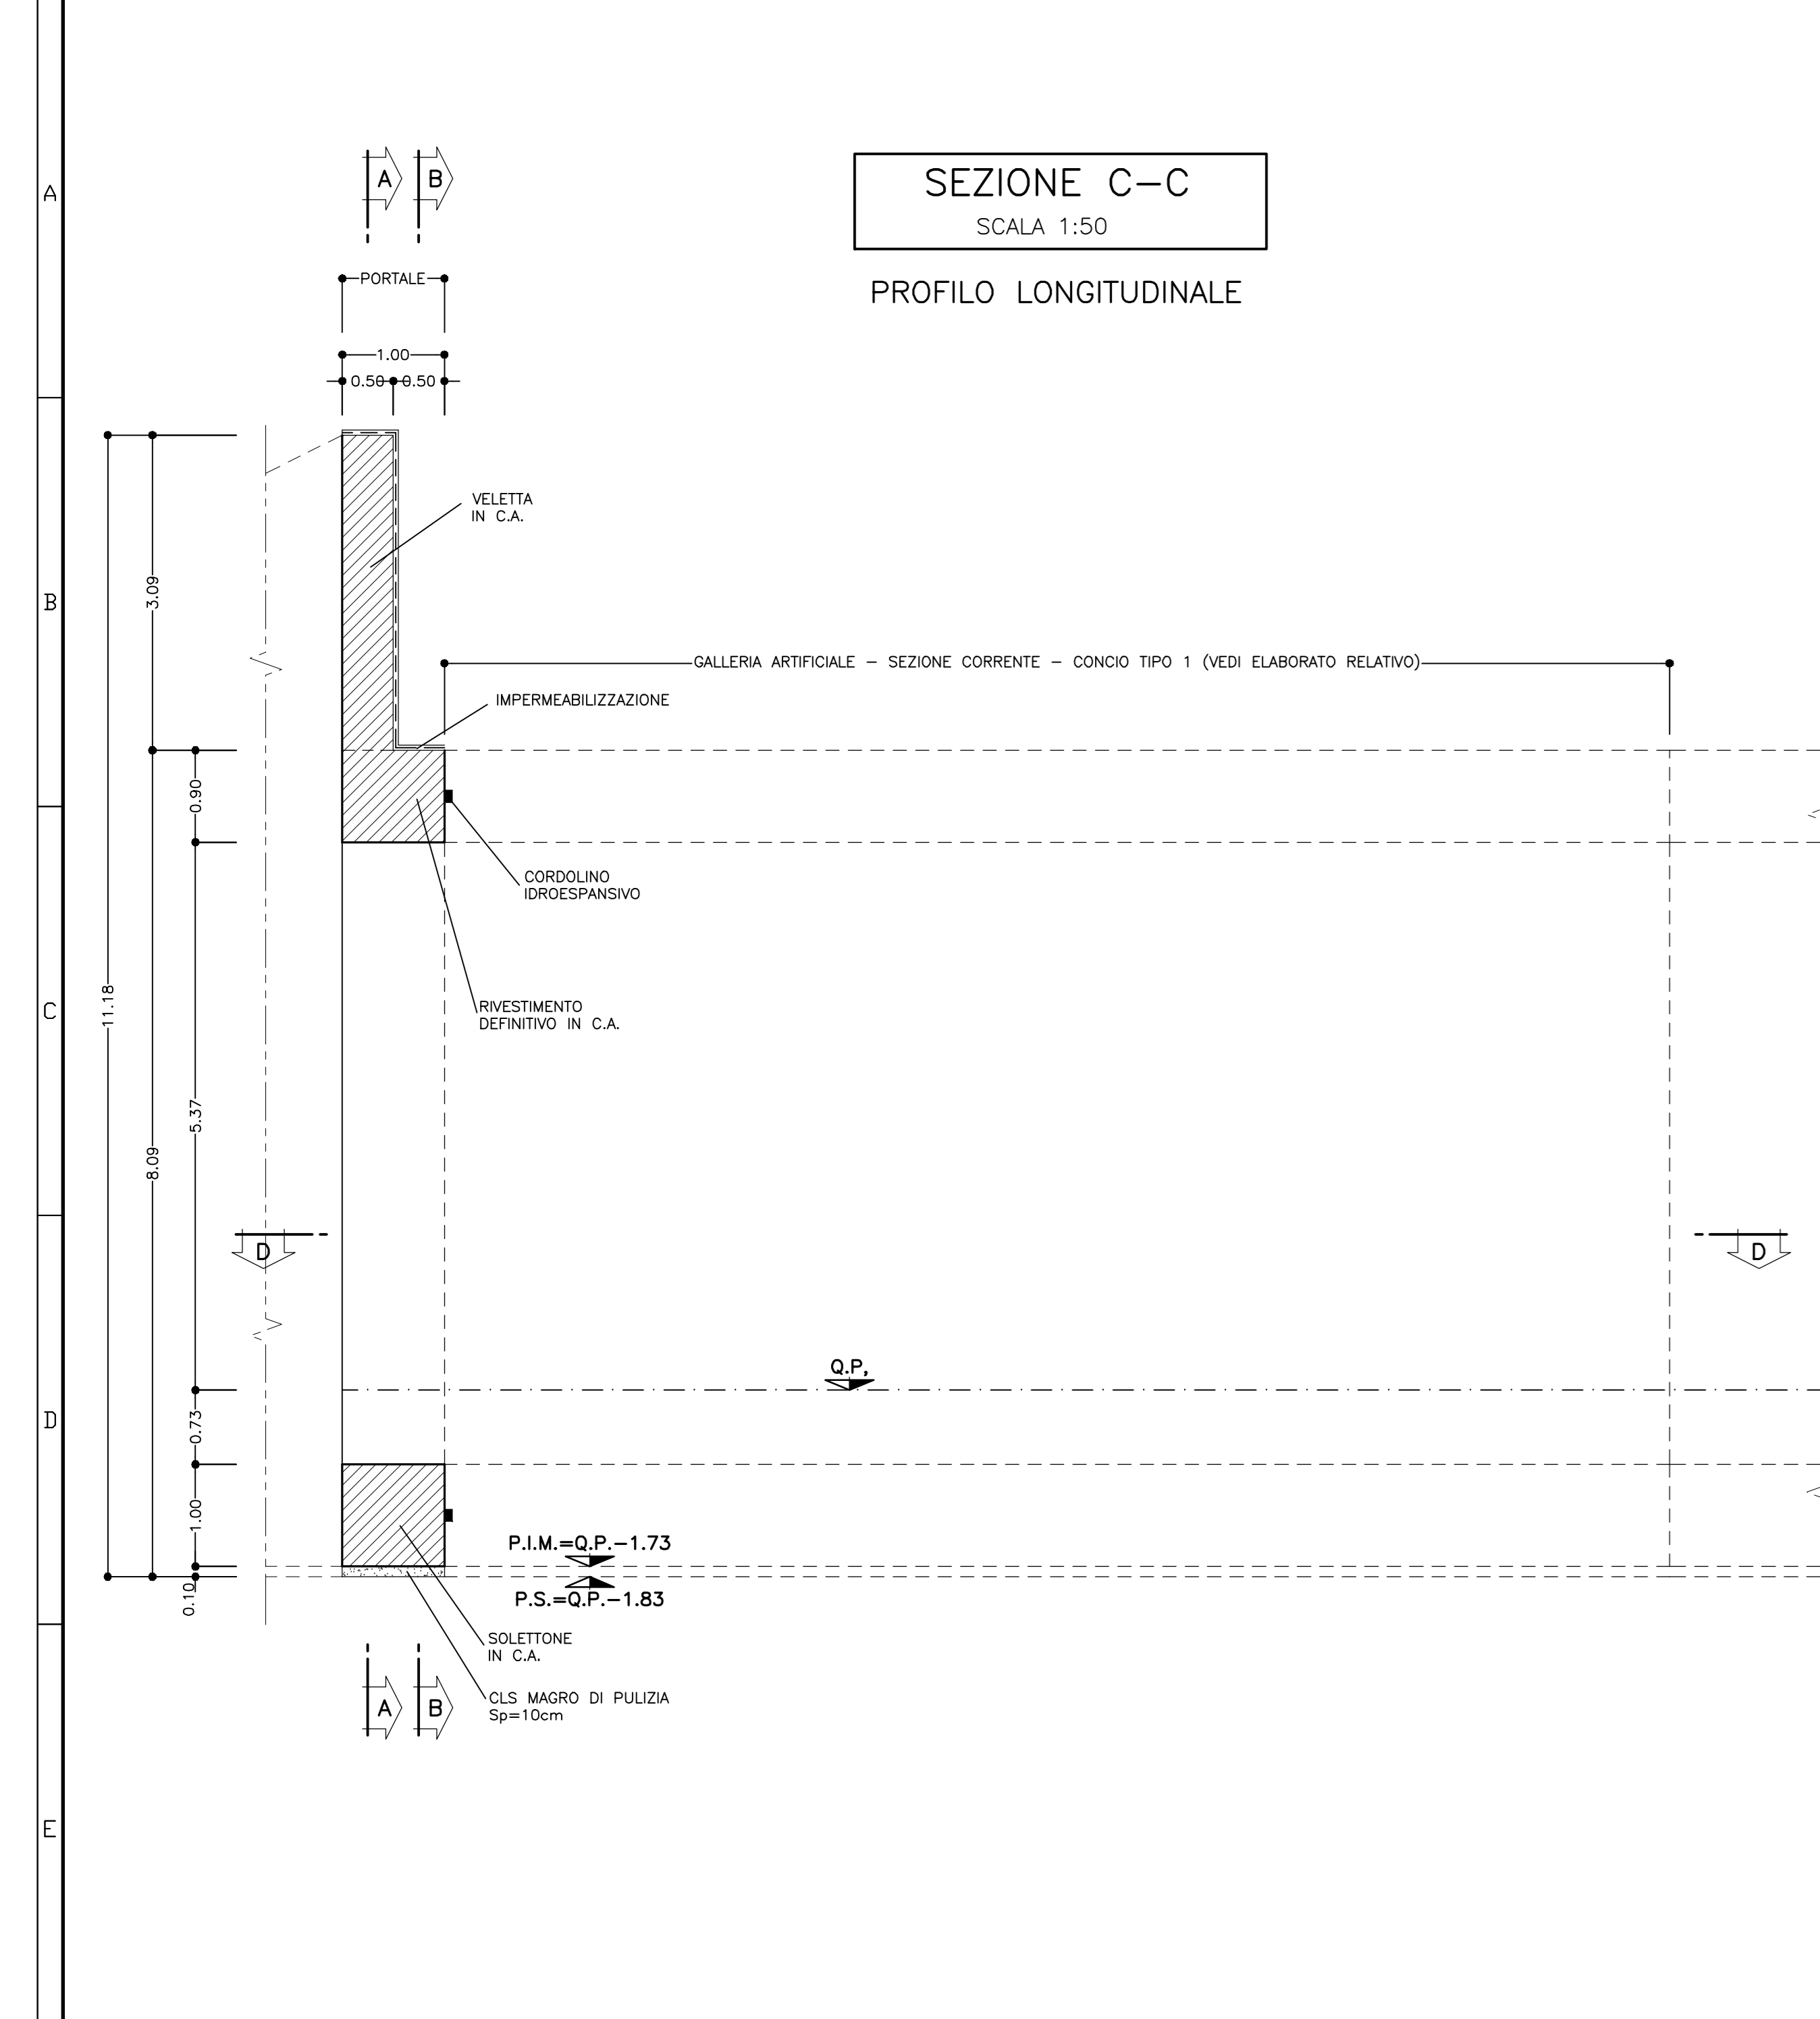 A
B
SEZIONE C-C
SCALA 1:50
PROFILO LONGITUDINALE
A
PORTALE
1.00
0.50
0.50
VELETTA
IN C.A.
3.09
B
GALLERIA ARTIFICIALE - SEZIONE CORRENTE - CONCIO TIPO 1 (VEDI ELABORATO RELATIVO)
IMPERMEABILIZZAZIONE
0.90
CORDOLINO
IDROESPANSIVO
11.18
C
RIVESTIMENTO
DEFINITIVO IN C.A.
5.37
8.09
D
D
Q.P,
D
0.73
1.00
P.I.M.=Q.P.-1.73
0.10
P.S.=Q.P.-1.83
SOLETTONE
IN C.A.
A
B
CLS MAGRO DI PULIZIA
Sp=10cm
E